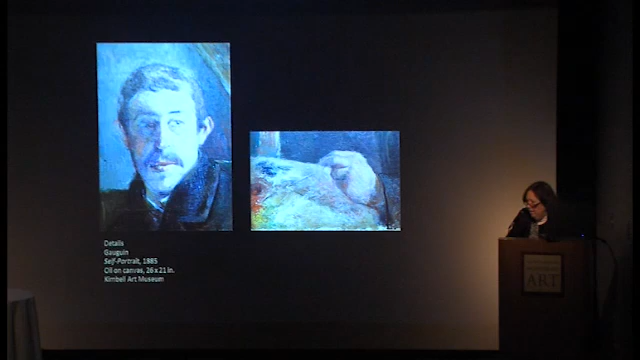 Details
Gauguin
Self-Portrait, 1885
Oil on canvas, 26 x 21 in.
Kimbell Art Museum
ART